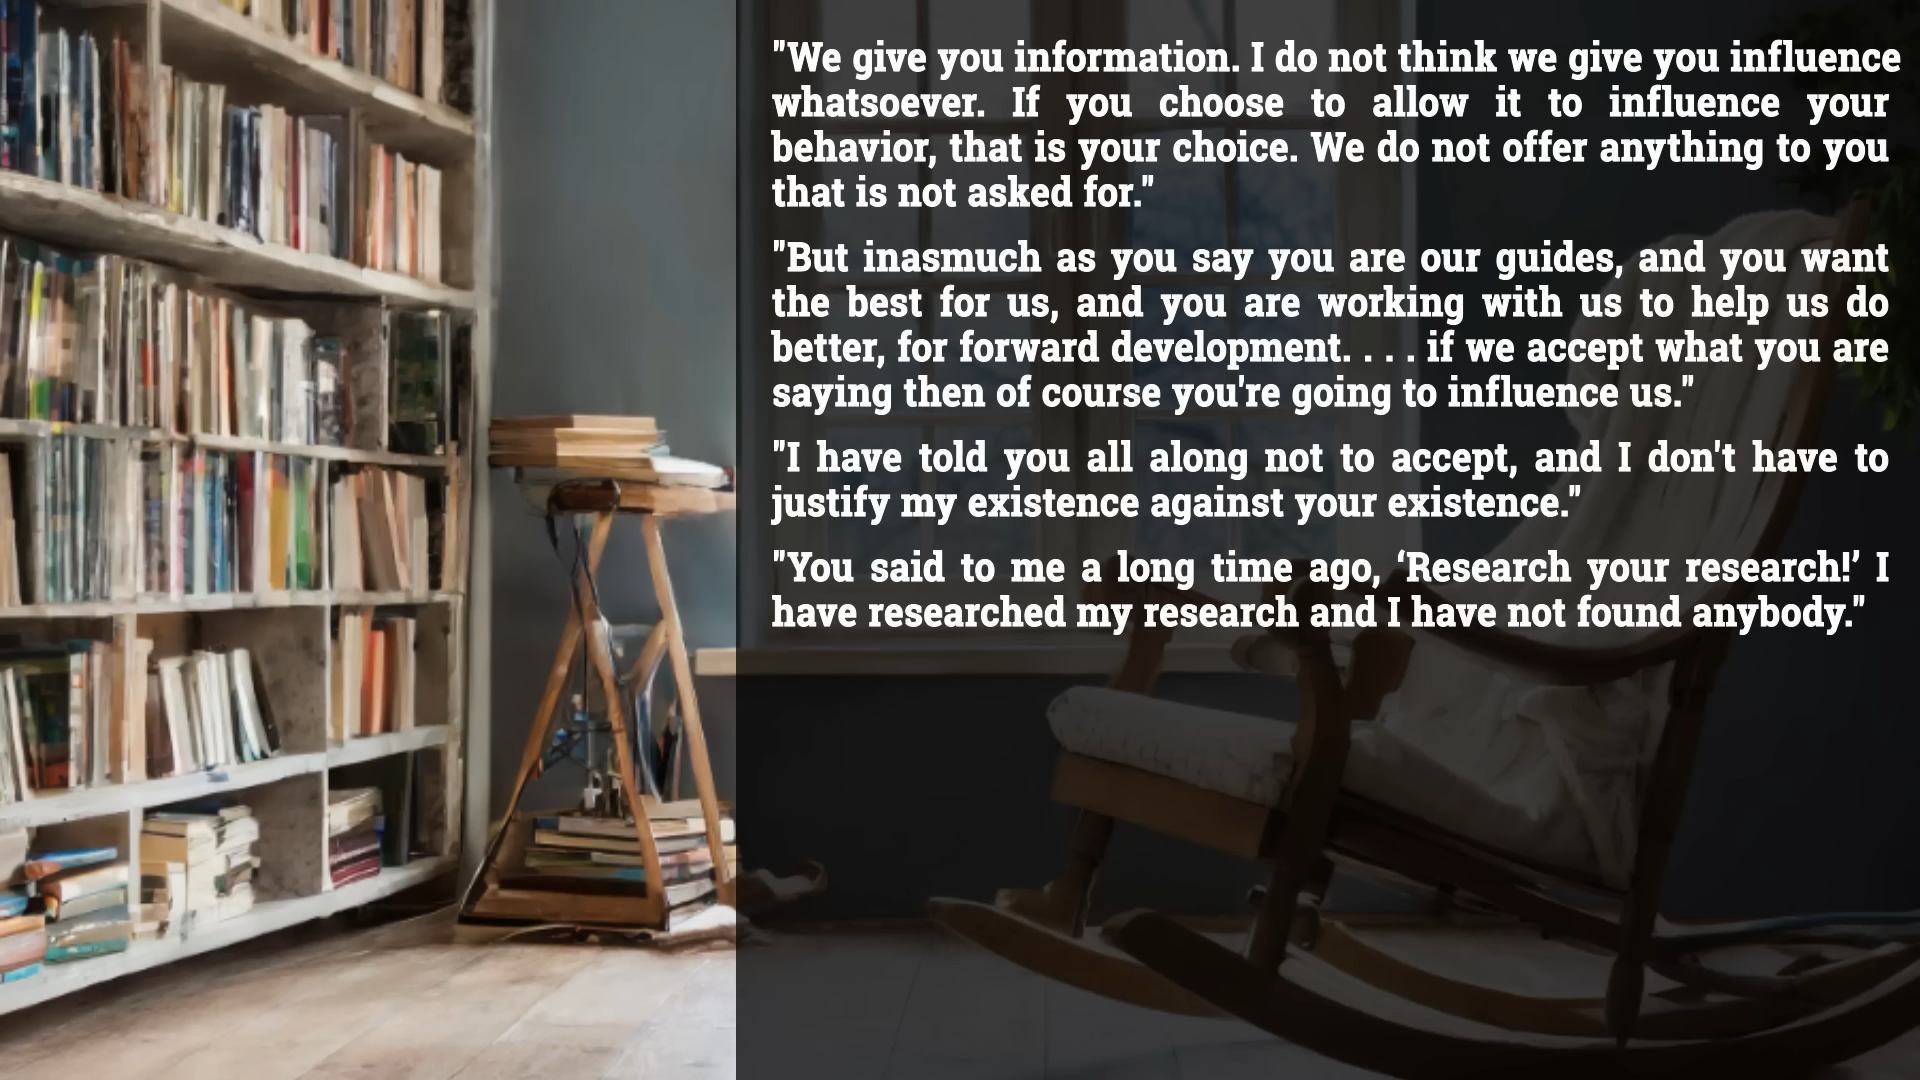 "We give you information. I do not think we give you influence
whatsoever. If you choose to allow it to influence your
behavior, that is your choice. We do not offer anything to you
that is not asked for."
"But inasmuch as you say you are our guides, and you want
the best for us, and you are working with us to help us do
better, for forward development. . . . if we accept what you are
saying then of course you're going to influence us."
"I have told you all along not to accept, and I don't have to
justify my existence against your existence."
"You said to me a long time ago, ‘Research your research!’ I
have researched my research and I have not found anybody."